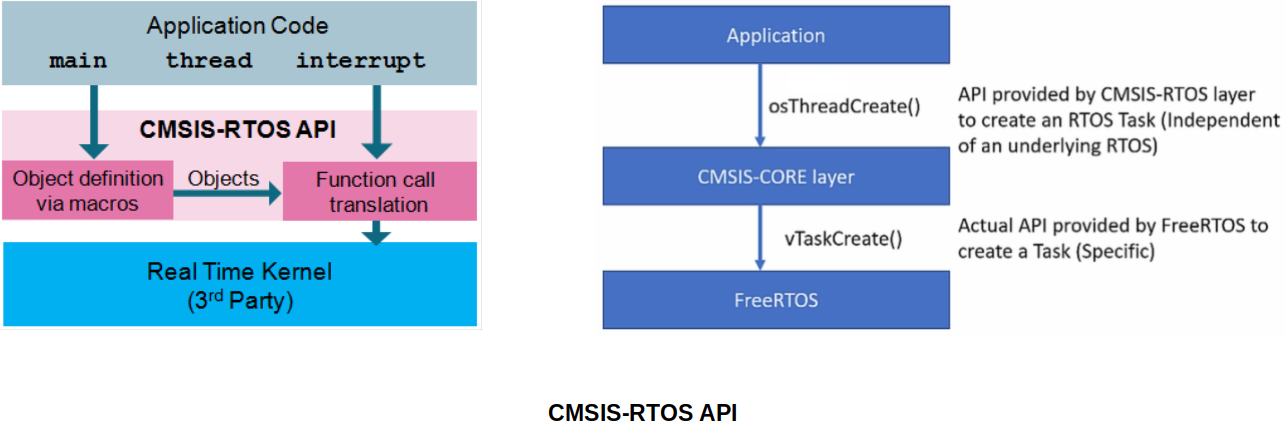 Application Code
main thread interrupt
CMSIS-RTOS API
Object definition
via macros
Objects
Function call
translation
Real Time Kernel
(3rd Party)
Application
osThreadCreate()
API provided by CMSIS-RTOS layer
to create an RTOS Task (Independent
of an underlying RTOS)
CMSIS-CORE layer
vTaskCreate()
Actual API provided by FreeRTOS to
create a Task (Specific)
FreeRTOS
CMSIS-RTOS API